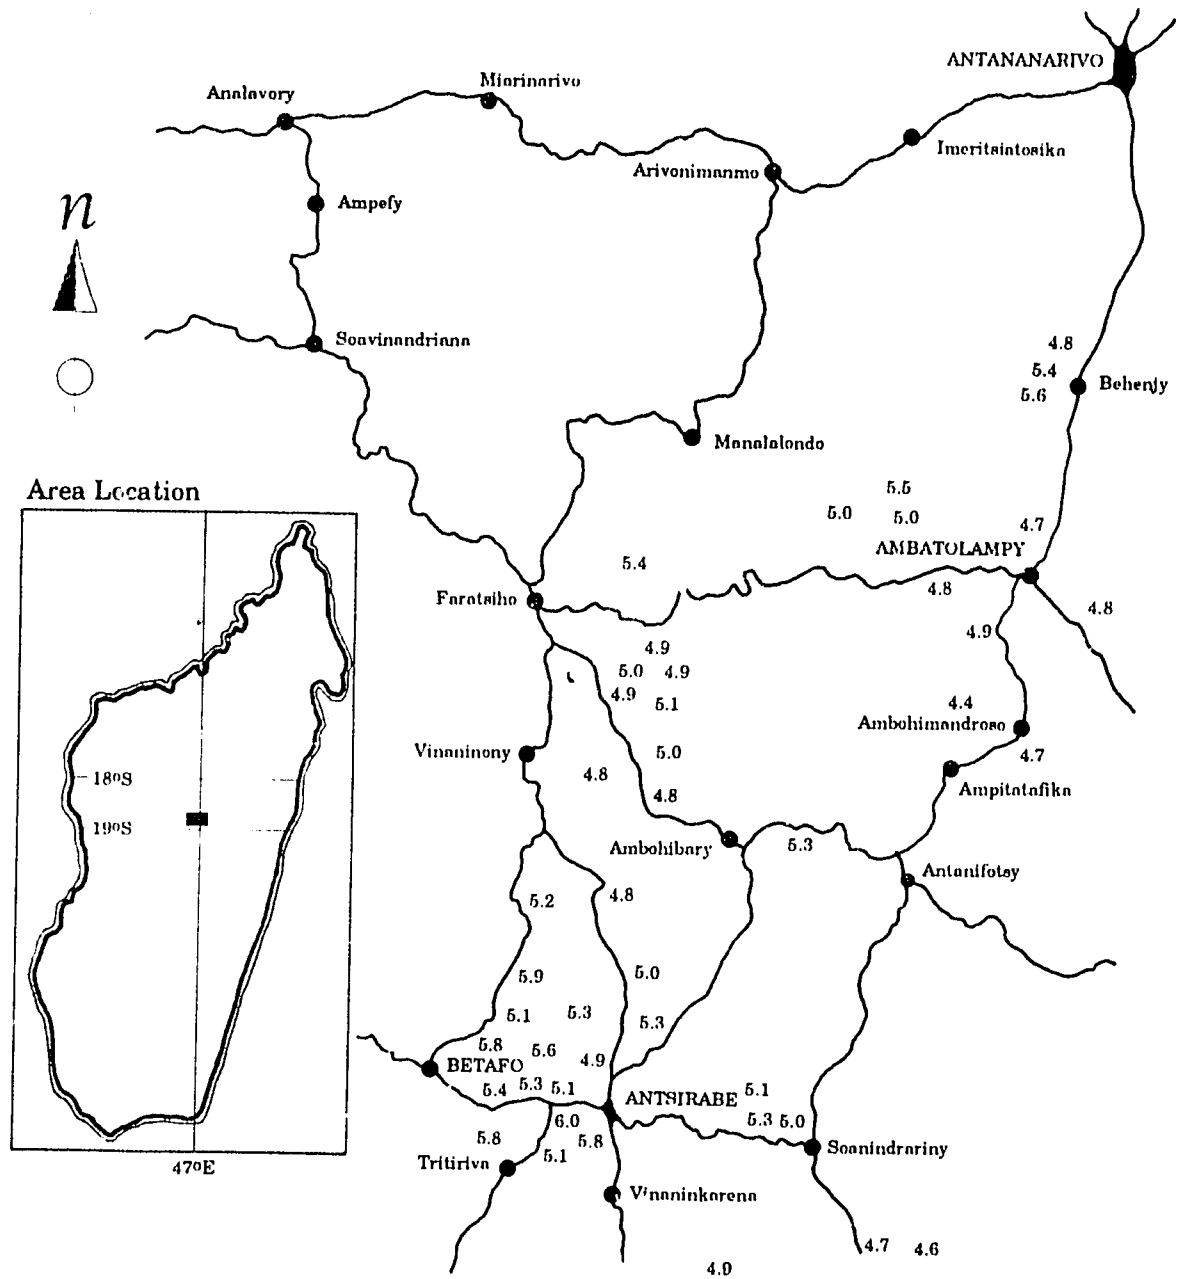 ANTANANARIVO
Miarinarivo
Analavory
Imeritsiatosika
Arivonimanmo
n
Ampefy
Soavinandriana
4.8
5.4
Behenjy
5.6
Manalalondo
Area Location
5.5
5.0 5.0
4.7
AMBATOLAMPY
5.4
4.8
Faratsiho
4.8
4.9
4.9
5.0 4.9
4.9
5.1
4.4
Ambohimandroso
Vinaninony
5.0
4.7
4.8
18°S
Ampitatafika
4.8
19°S
Ambohibary
5.3
Antanifotsy
5.2
4.8
5.9
5.0
5.1
5.3
5.3
5.8
5.6
4.9
BETAFO
5.4 5.3 5.1
5.1
ANTSIRABE
6.0
5.3 5.0
5.8
5.8
Soanindrariny
5.1
Tritriva
47°E
Vinaninkarena
4.7
4.6
4.9